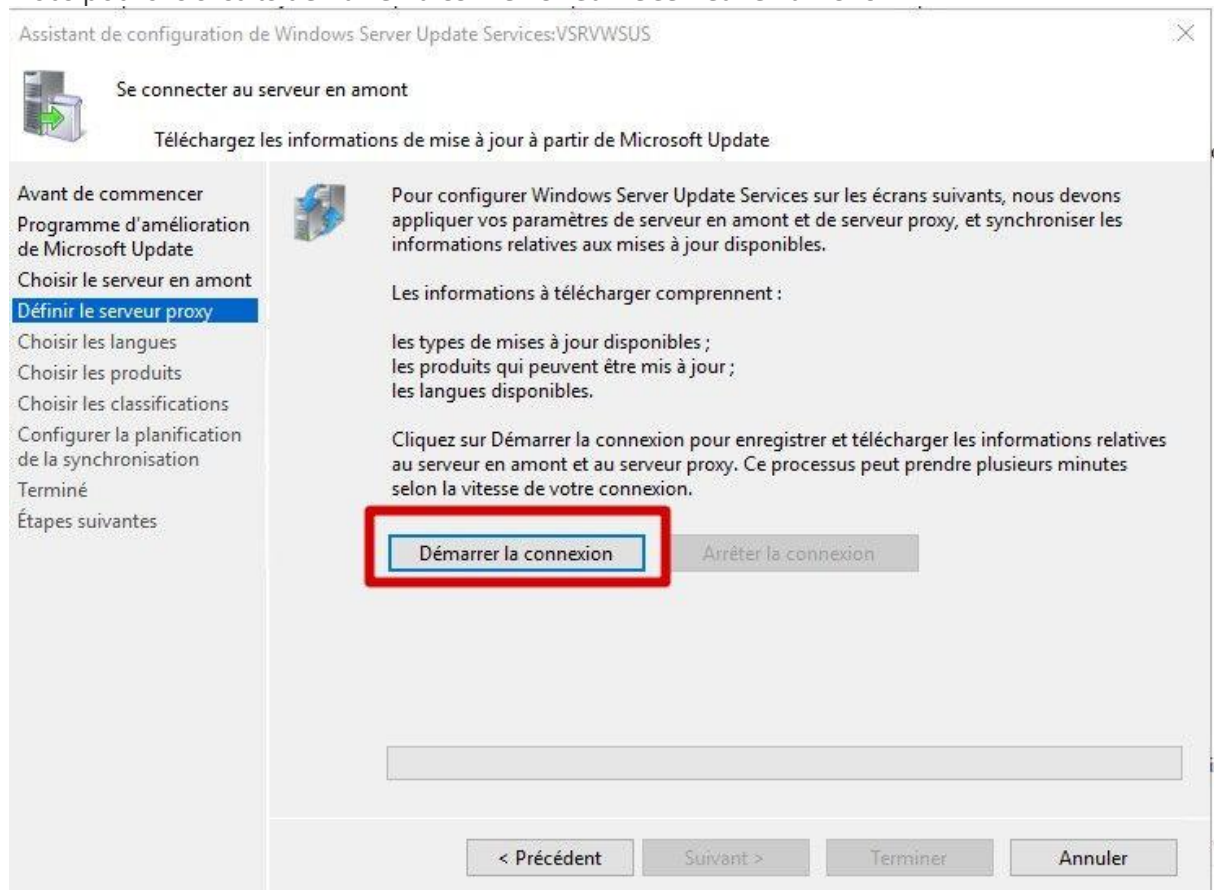 Assistant de configuration de Windows Server Update Services:VSRVWSUS
Se connecter au serveur en amont
Téléchargez les informations de mise à jour à partir de Microsoft Update
Avant de commencer
Programme d'amélioration
de Microsoft Update
Choisir le serveur en amont
Définir le serveur proxy
Choisir les langues
Choisir les produits
Choisir les classifications
Configurer la planification
de la synchronisation
Terminé
Étapes suivantes
Pour configurer Windows Server Update Services sur les écrans suivants, nous devons
appliquer vos paramètres de serveur en amont et de serveur proxy, et synchroniser les
informations relatives aux mises à jour disponibles.
Les informations à télécharger comprennent :
les types de mises à jour disponibles ;
les produits qui peuvent être mis à jour ;
les langues disponibles.
Cliquez sur Démarrer la connexion pour enregistrer et télécharger les informations relatives
au serveur en amont et au serveur proxy. Ce processus peut prendre plusieurs minutes
selon la vitesse de votre connexion.
Démarrer la connexion
Arrêter la connexion
< Précédent
Suivant >
Terminer
Annuler